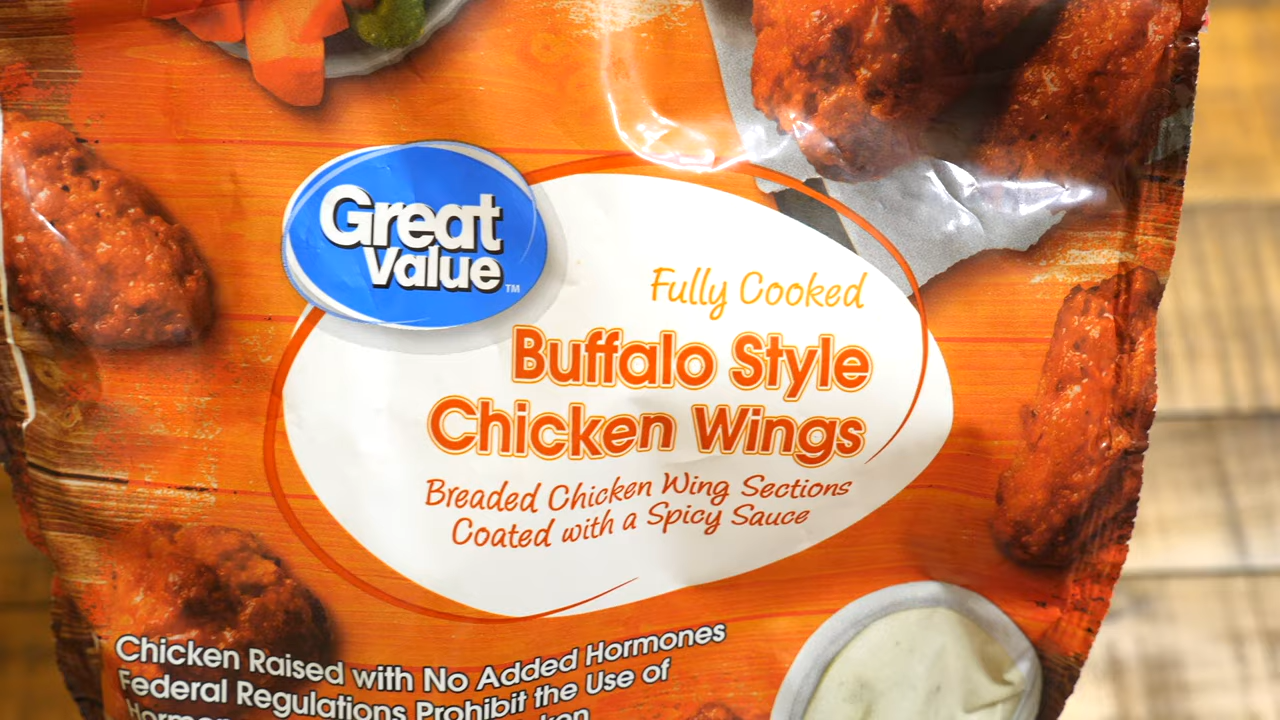 Great
Value™
Fully Cooked
Buffalo Style
Chicken Wings
Breaded Chicken Wing Sections
Coated with a Spicy Sauce
Chicken Raised with No Added Hormones
Federal Regulations Prohibit the Use of